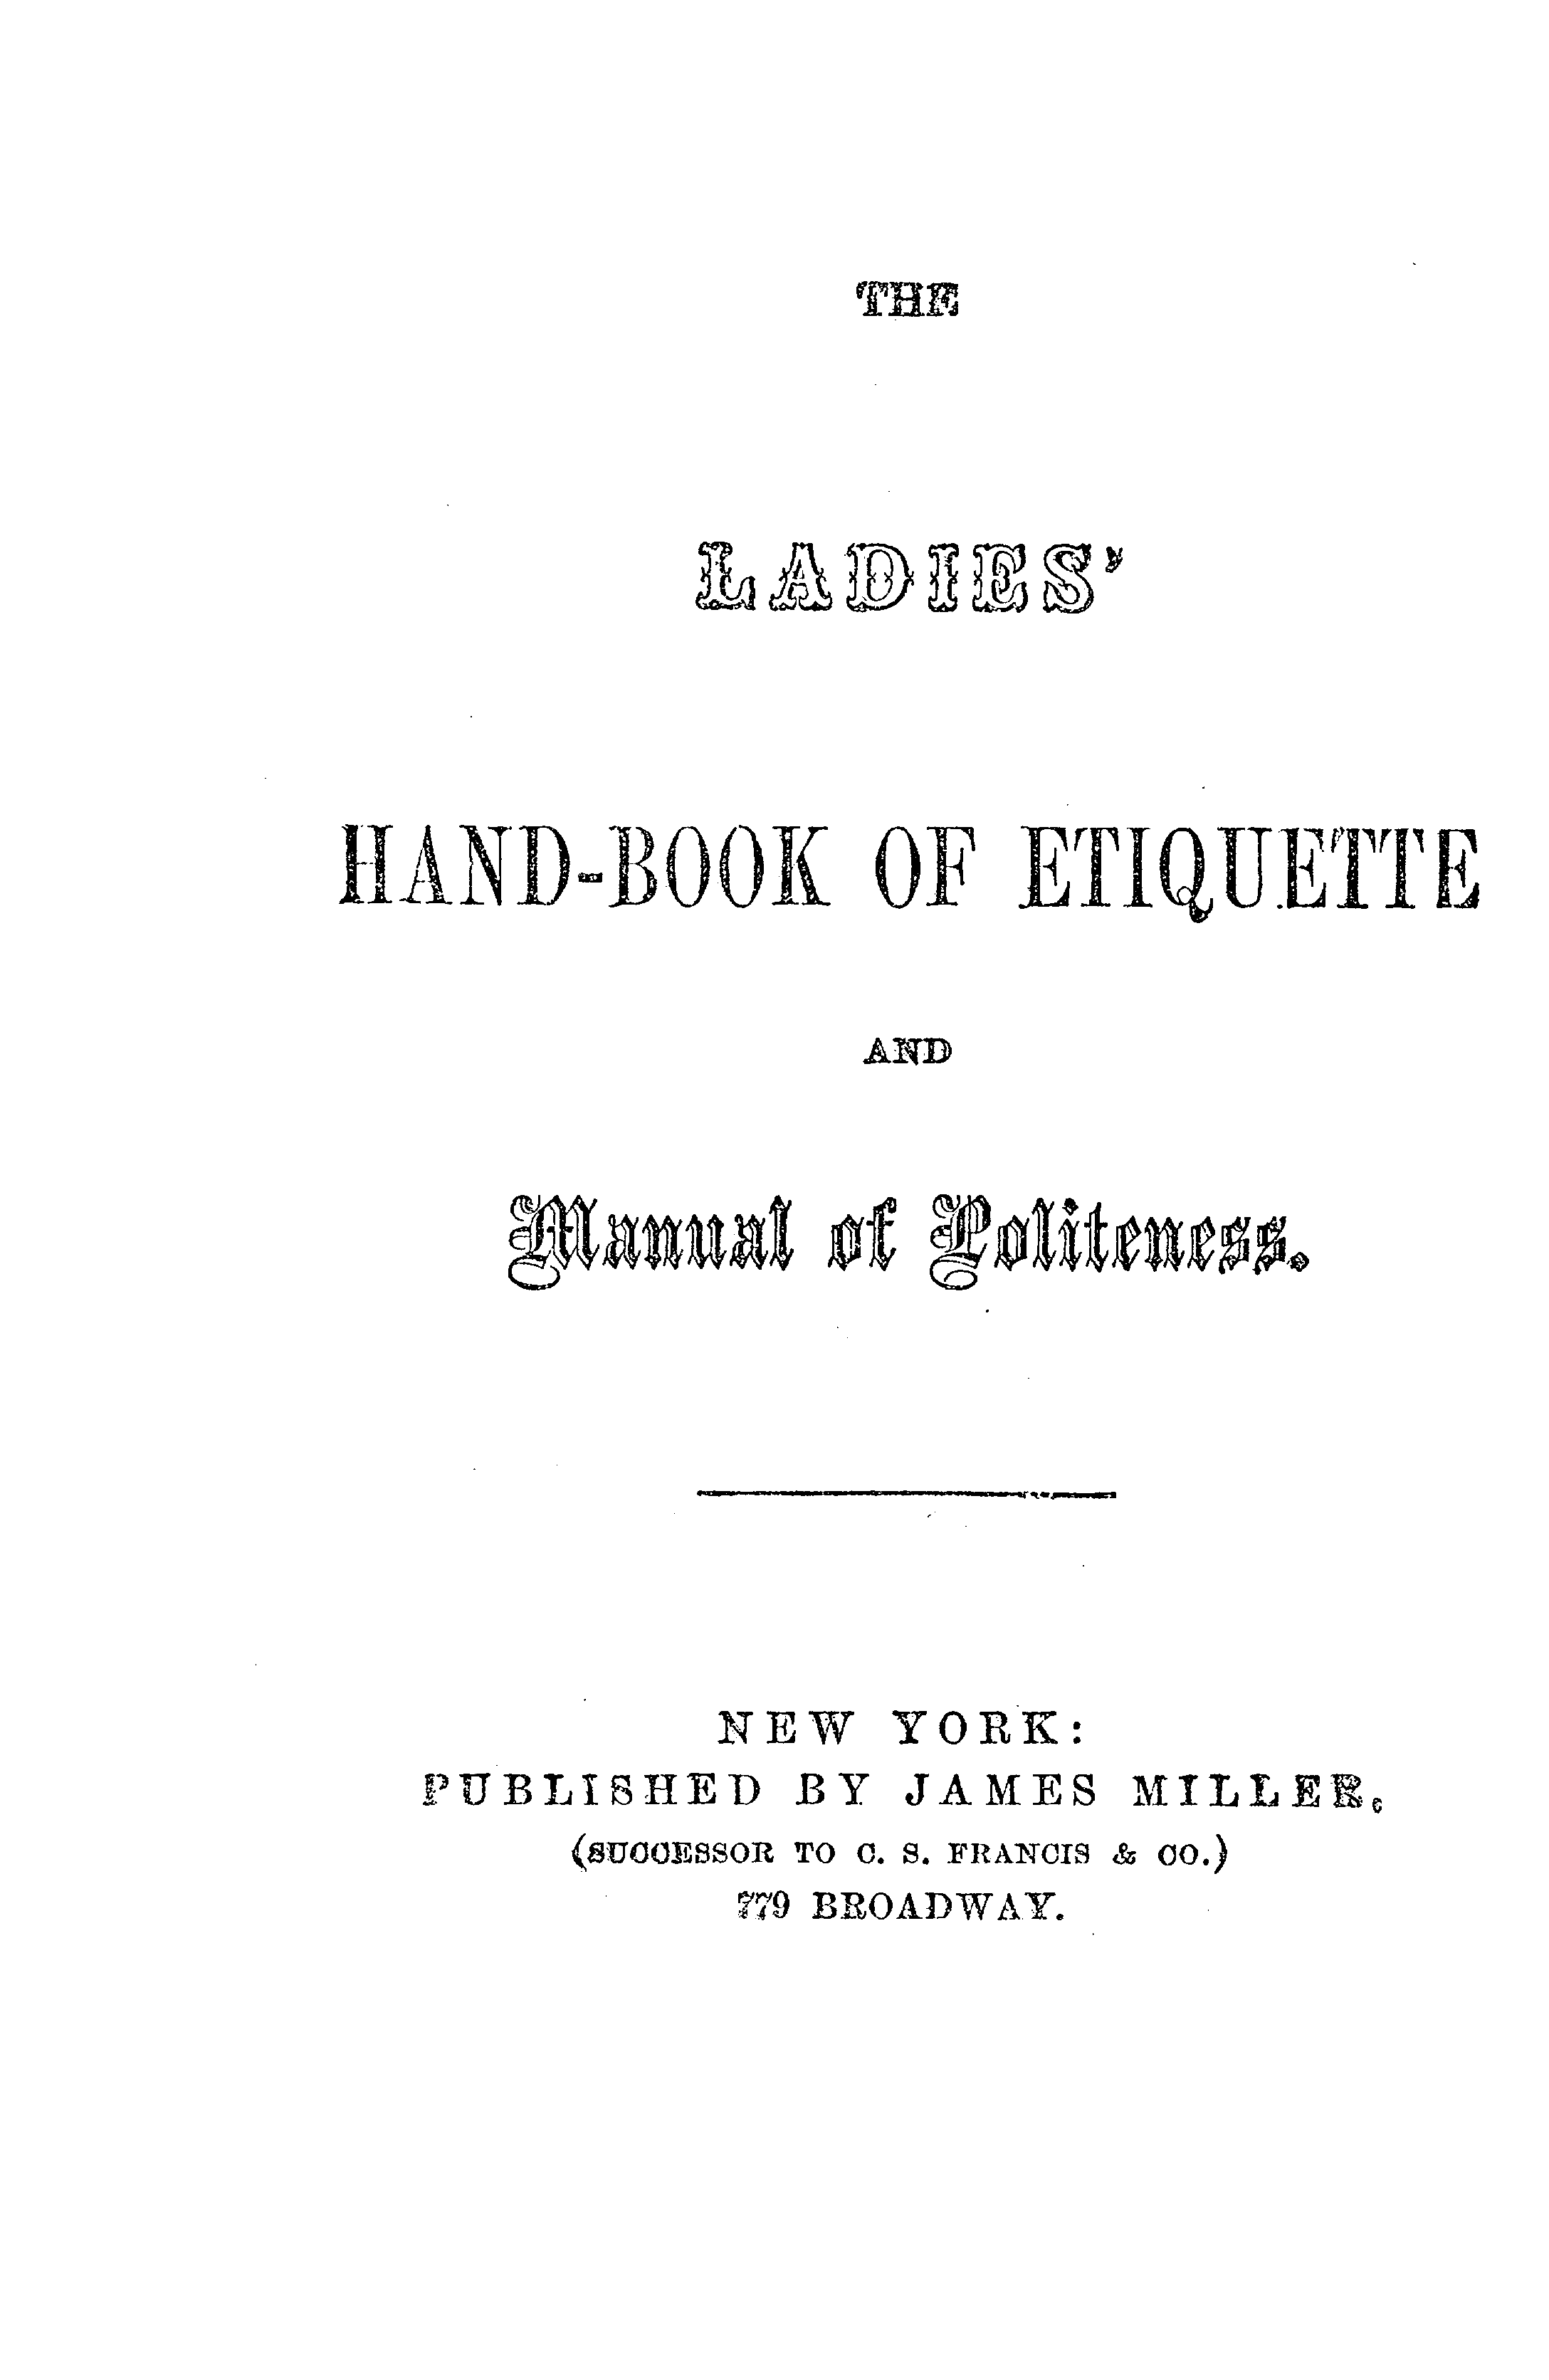 THE
LADIES'
HAND-BOOK OF ETIQUETTE
AND
Manual of Politeness.
NEW YORK:
PUBLISHED BY JAMES MILLER,
(SUCCESSOR TO C. S. FRANCIS & CO.)
779 BROADWAY.